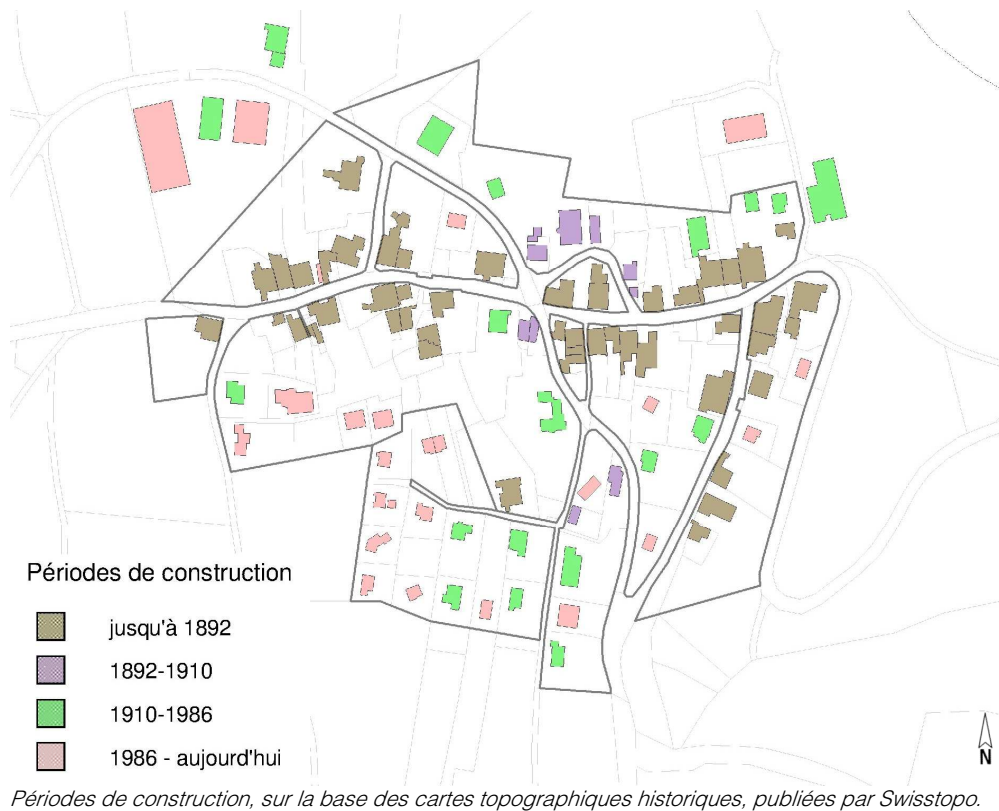 Périodes de construction
jusqu'à 1892
1892-1910
1910-1986
1986 - aujourd'hui
N
Périodes de construction, sur la base des cartes topographiques historiques, publiées par Swisstopo.